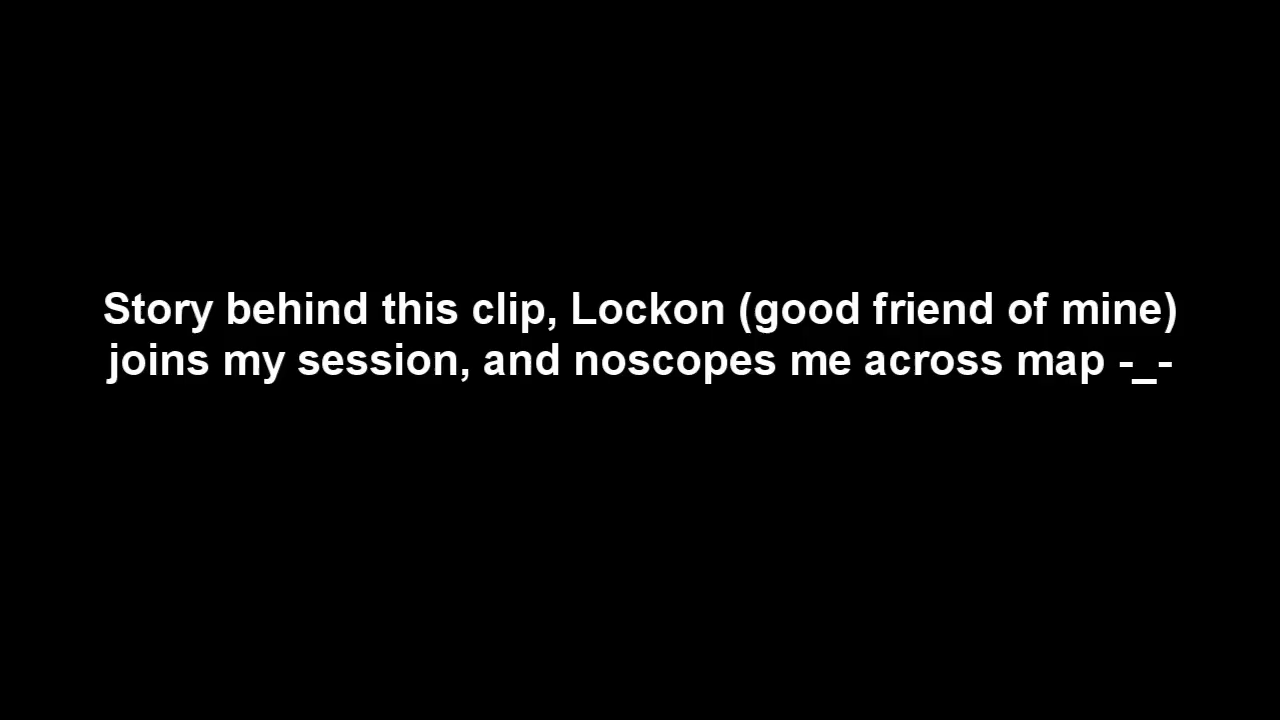 Story behind this clip, Lockon (good friend of mine)
joins my session, and noscopes me across map -_-